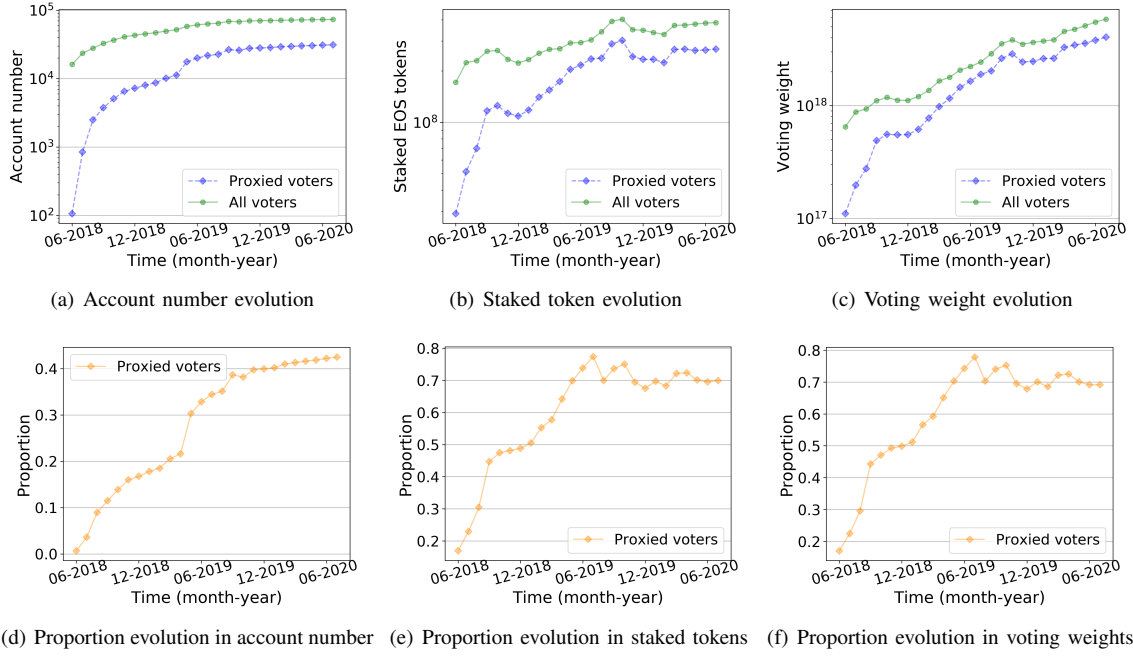 Account number
10^5
10^4
10^3
10^2
Proxied voters
All voters
06-2018
12-2018
06-2019
12-2019
06-2020
Time (month-year)
(a) Account number evolution
Staked EOS tokens
10^8
Proxied voters
All voters
06-2018
12-2018
06-2019
12-2019
06-2020
Time (month-year)
(b) Staked token evolution
Voting weight
10^18
10^17
Proxied voters
All voters
06-2018
12-2018
06-2019
12-2019
06-2020
Time (month-year)
(c) Voting weight evolution
Proportion
0.4
0.3
0.2
0.1
0.0
Proxied voters
06-2018
12-2018
06-2019
12-2019
06-2020
Time (month-year)
(d) Proportion evolution in account number
Proportion
0.8
0.7
0.6
0.5
0.4
0.3
0.2
Proxied voters
06-2018
12-2018
06-2019
12-2019
06-2020
Time (month-year)
(e) Proportion evolution in staked tokens
Proportion
0.8
0.7
0.6
0.5
0.4
0.3
0.2
Proxied voters
06-2018
12-2018
06-2019
12-2019
06-2020
Time (month-year)
(f) Proportion evolution in voting weights